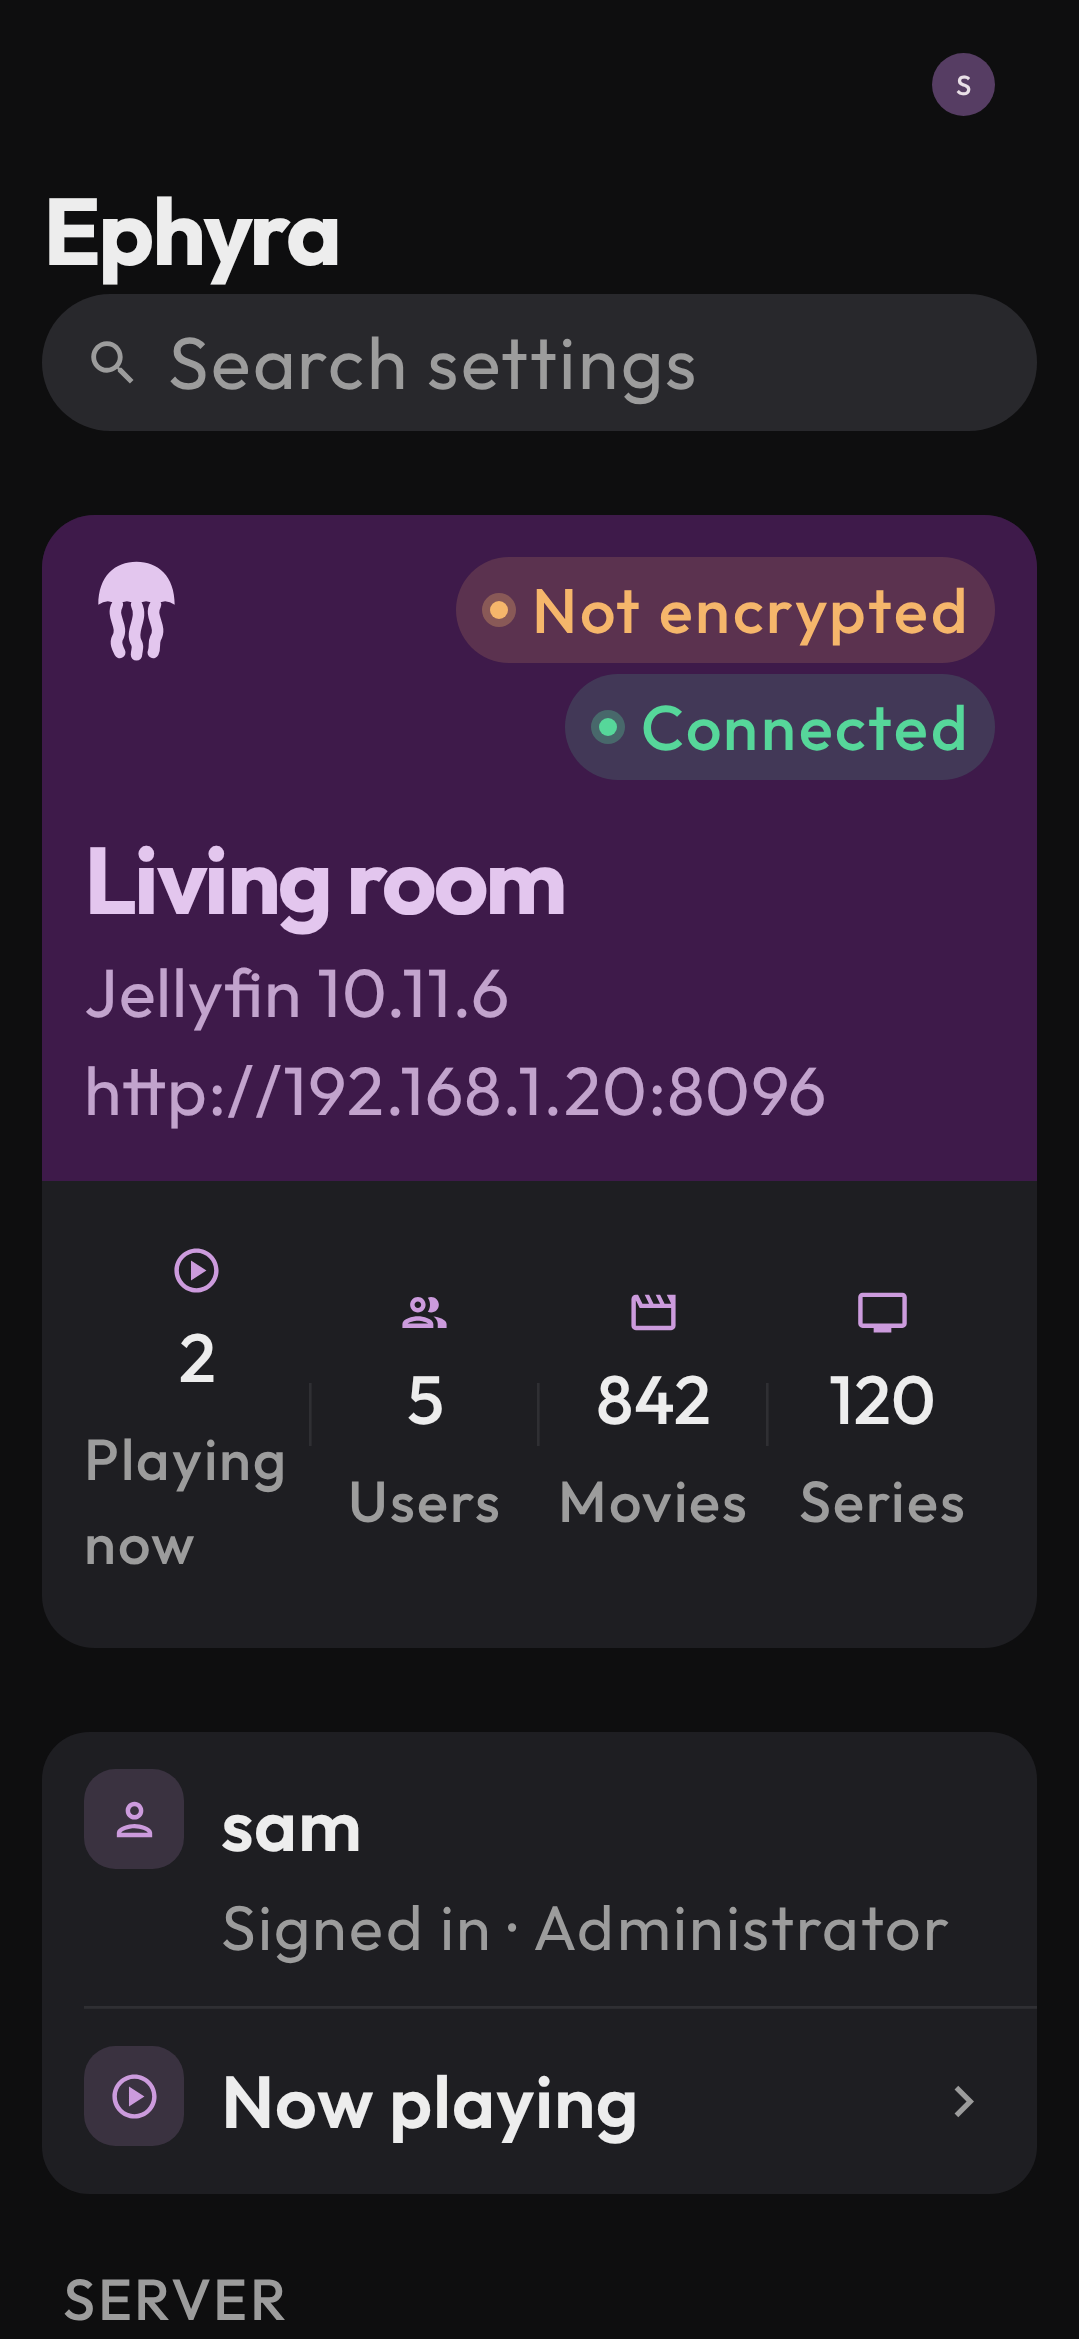 S
Ephyra
Search settings
Not encrypted
Connected
Living room
Jellyfin 10.11.6
http://192.168.1.20:8096
2
Playing
now
5
Users
842
Movies
120
Series
sam
Signed in · Administrator
Now playing
SERVER